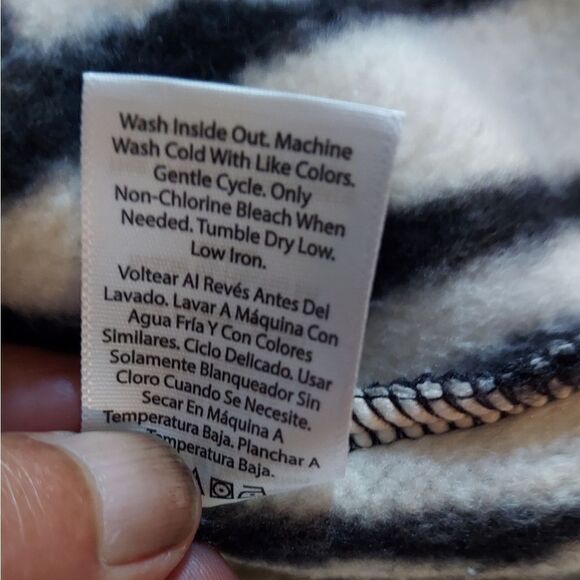 Wash Inside Out. Machine
Wash Cold With Like Colors.
Gentle Cycle. Only
Non-Chlorine Bleach When
Needed. Tumble Dry Low.
Low Iron.
Voltear Al Revés Antes Del
Lavado. Lavar A Máquina Con
Agua Fría Y Con Colores
Similares. Ciclo Delicado. Usar
Solamente Blanqueador Sin
Cloro Cuando Se Necesite.
Secar En Máquina A
Temperatura Baja. Planchar A
Temperatura Baja.